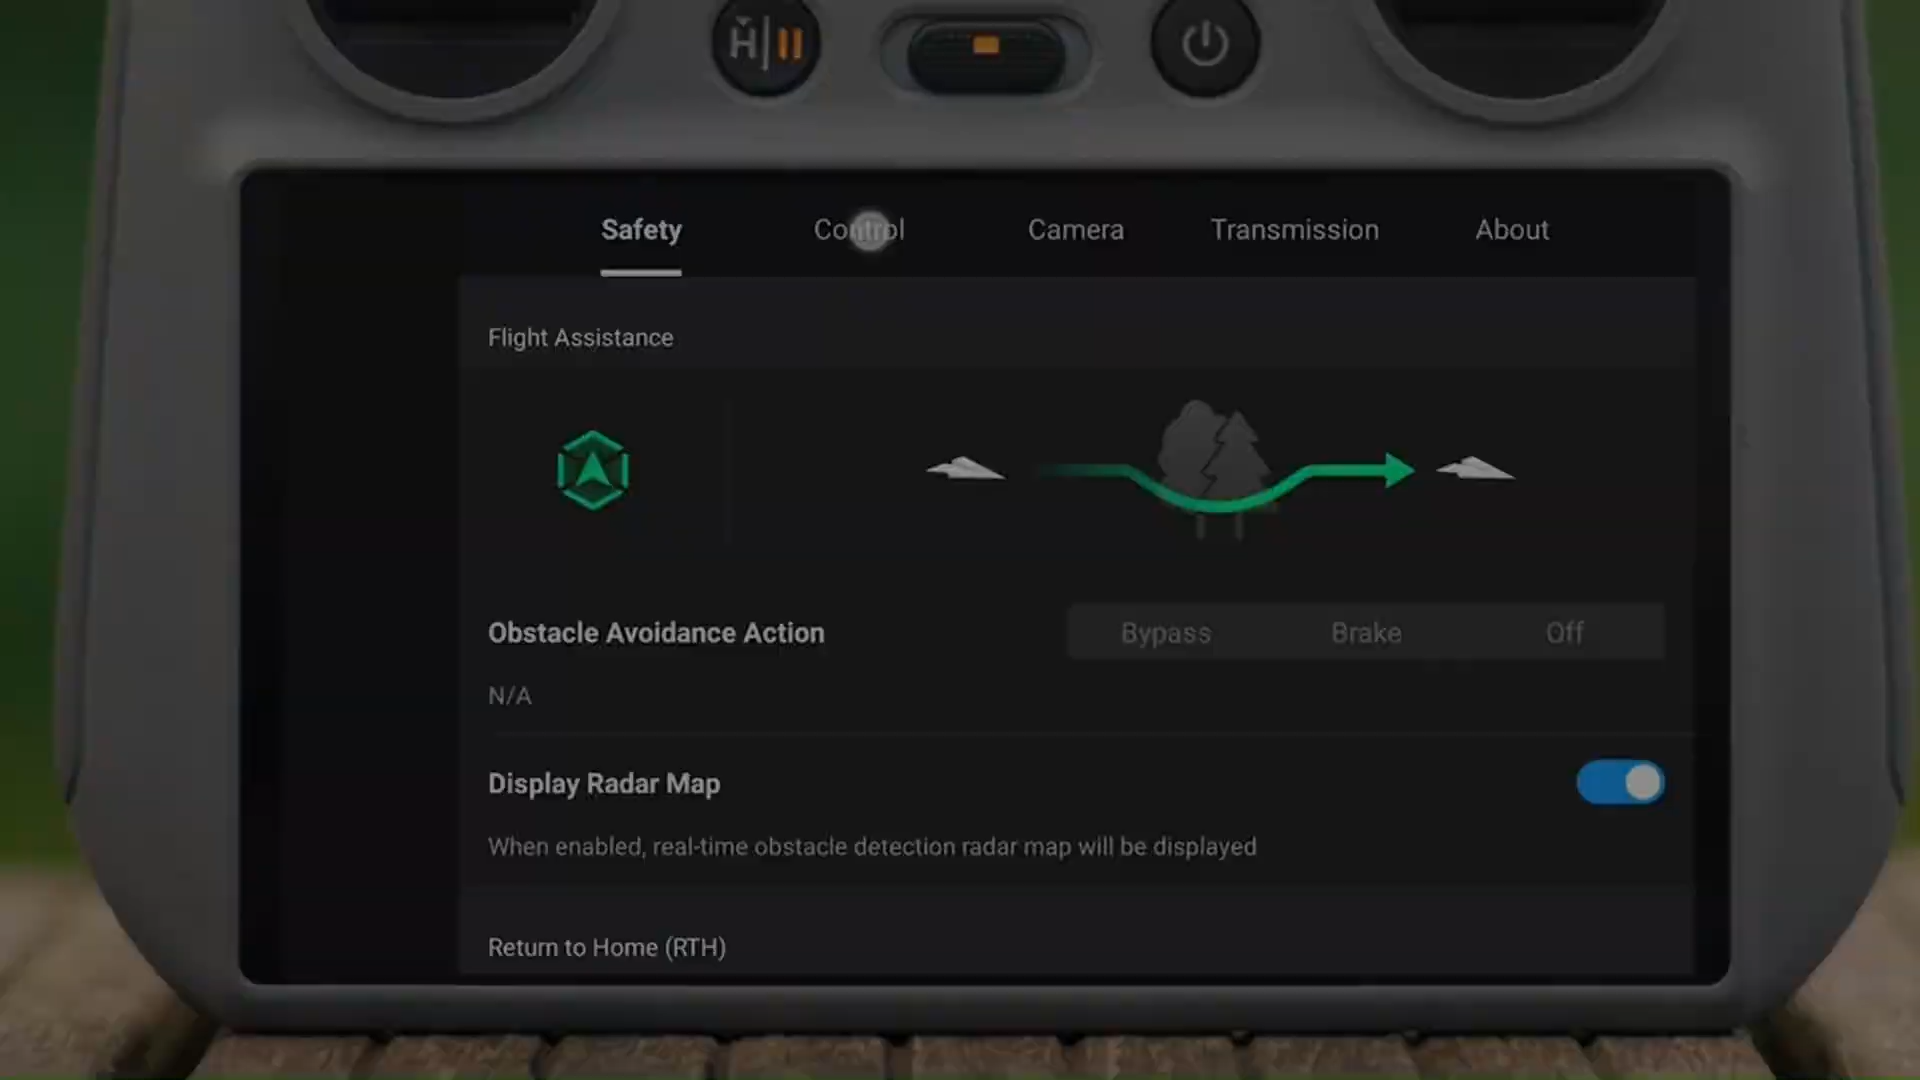 H
Safety Control Camera Transmission About
Flight Assistance
Obstacle Avoidance Action Bypass Brake Off
N/A
Display Radar Map
When enabled, real-time obstacle detection radar map will be displayed
Return to Home (RTH)